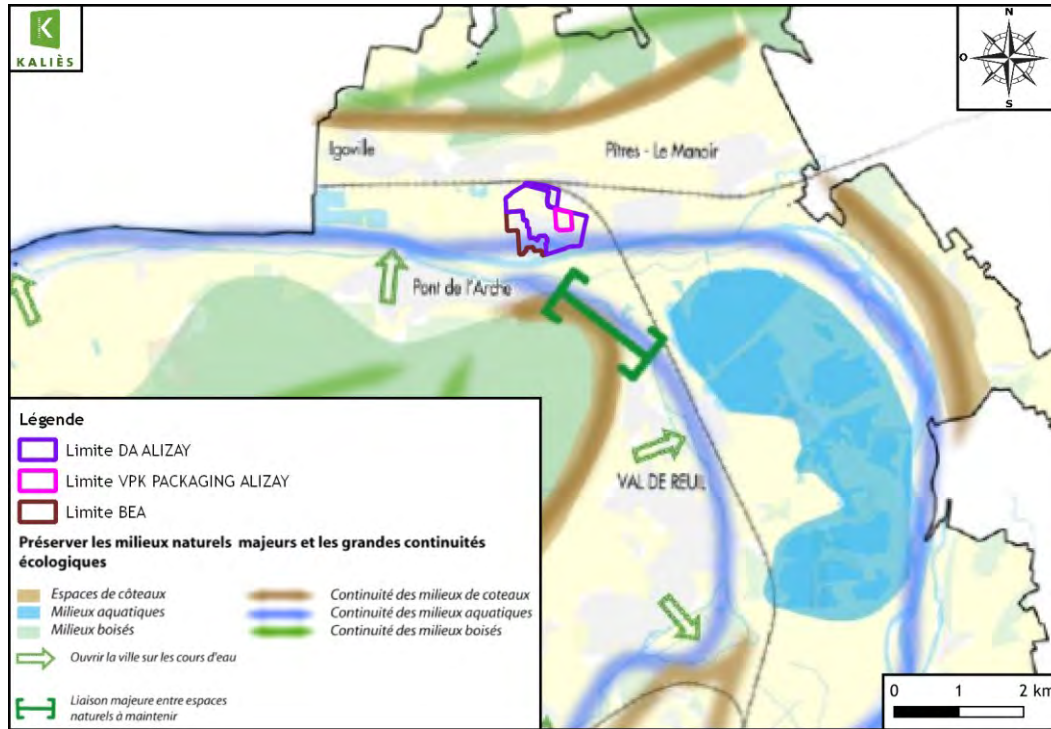 K
KALIÈS
N
O
S
Igoville
Pîtres - Le Manoir
Pont de l'Arche
VAL DE REUIL
Légende
Limite DA ALIZAY
Limite VPK PACKAGING ALIZAY
Limite BEA
Préserver les milieux naturels majeurs et les grandes continuités
écologiques
Espaces de côteaux
Continuité des milieux de coteaux
Milieux aquatiques
Continuité des milieux aquatiques
Milieux boisés
Continuité des milieux boisés
Ouvrir la ville sur les cours d'eau
Liaison majeure entre espaces
naturels à maintenir
0 1 2 km